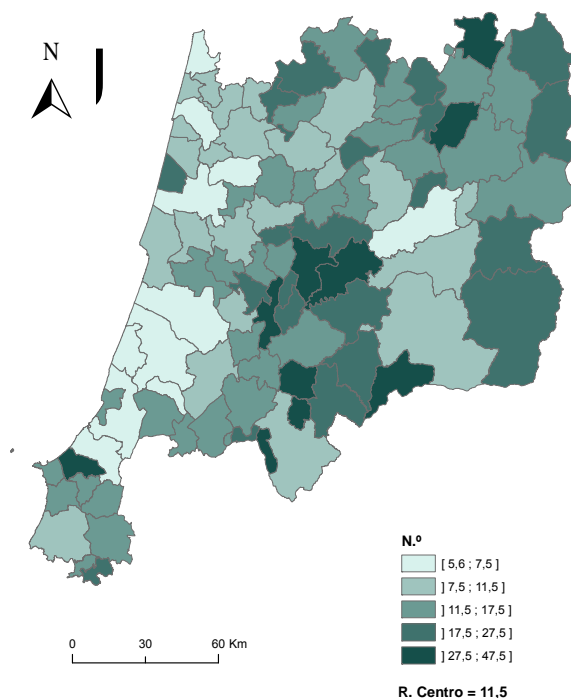 N
N.º
[ 5,6 ; 7,5 ]
] 7,5 ; 11,5 ]
] 11,5 ; 17,5 ]
] 17,5 ; 27,5 ]
] 27,5 ; 47,5 ]
0 30 60 Km
R. Centro = 11,5